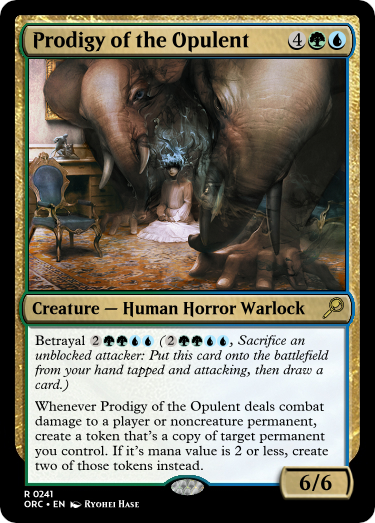 Prodigy of the Opulent 4
Creature — Human Horror Warlock
Betrayal 2 (2, Sacrifice an
unblocked attacker: Put this card onto the battlefield
from your hand tapped and attacking, then draw a
card.)
Whenever Prodigy of the Opulent deals combat
damage to a player or noncreature permanent,
create a token that's a copy of target permanent
you control. If it's mana value is 2 or less, create
two of those tokens instead.
6/6
R 0241
ORC • EN Ryohei Hase